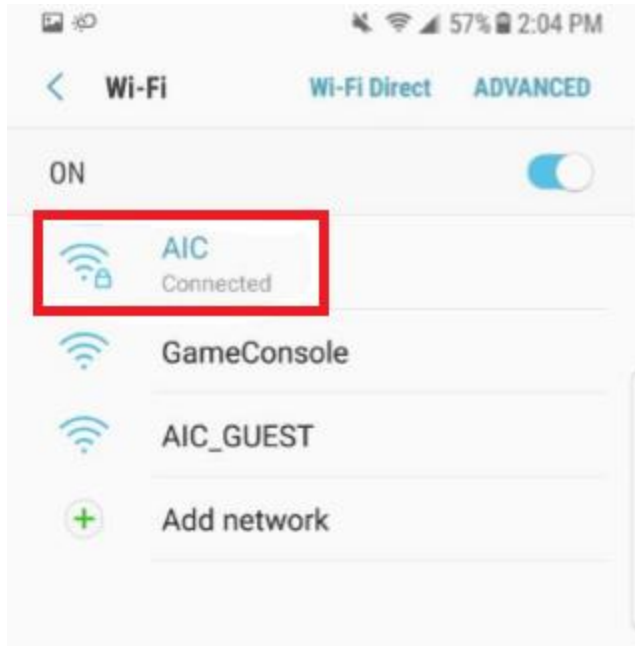 57% 2:04 PM
Wi-Fi Wi-Fi Direct ADVANCED
ON
AIC
Connected
GameConsole
AIC_GUEST
Add network